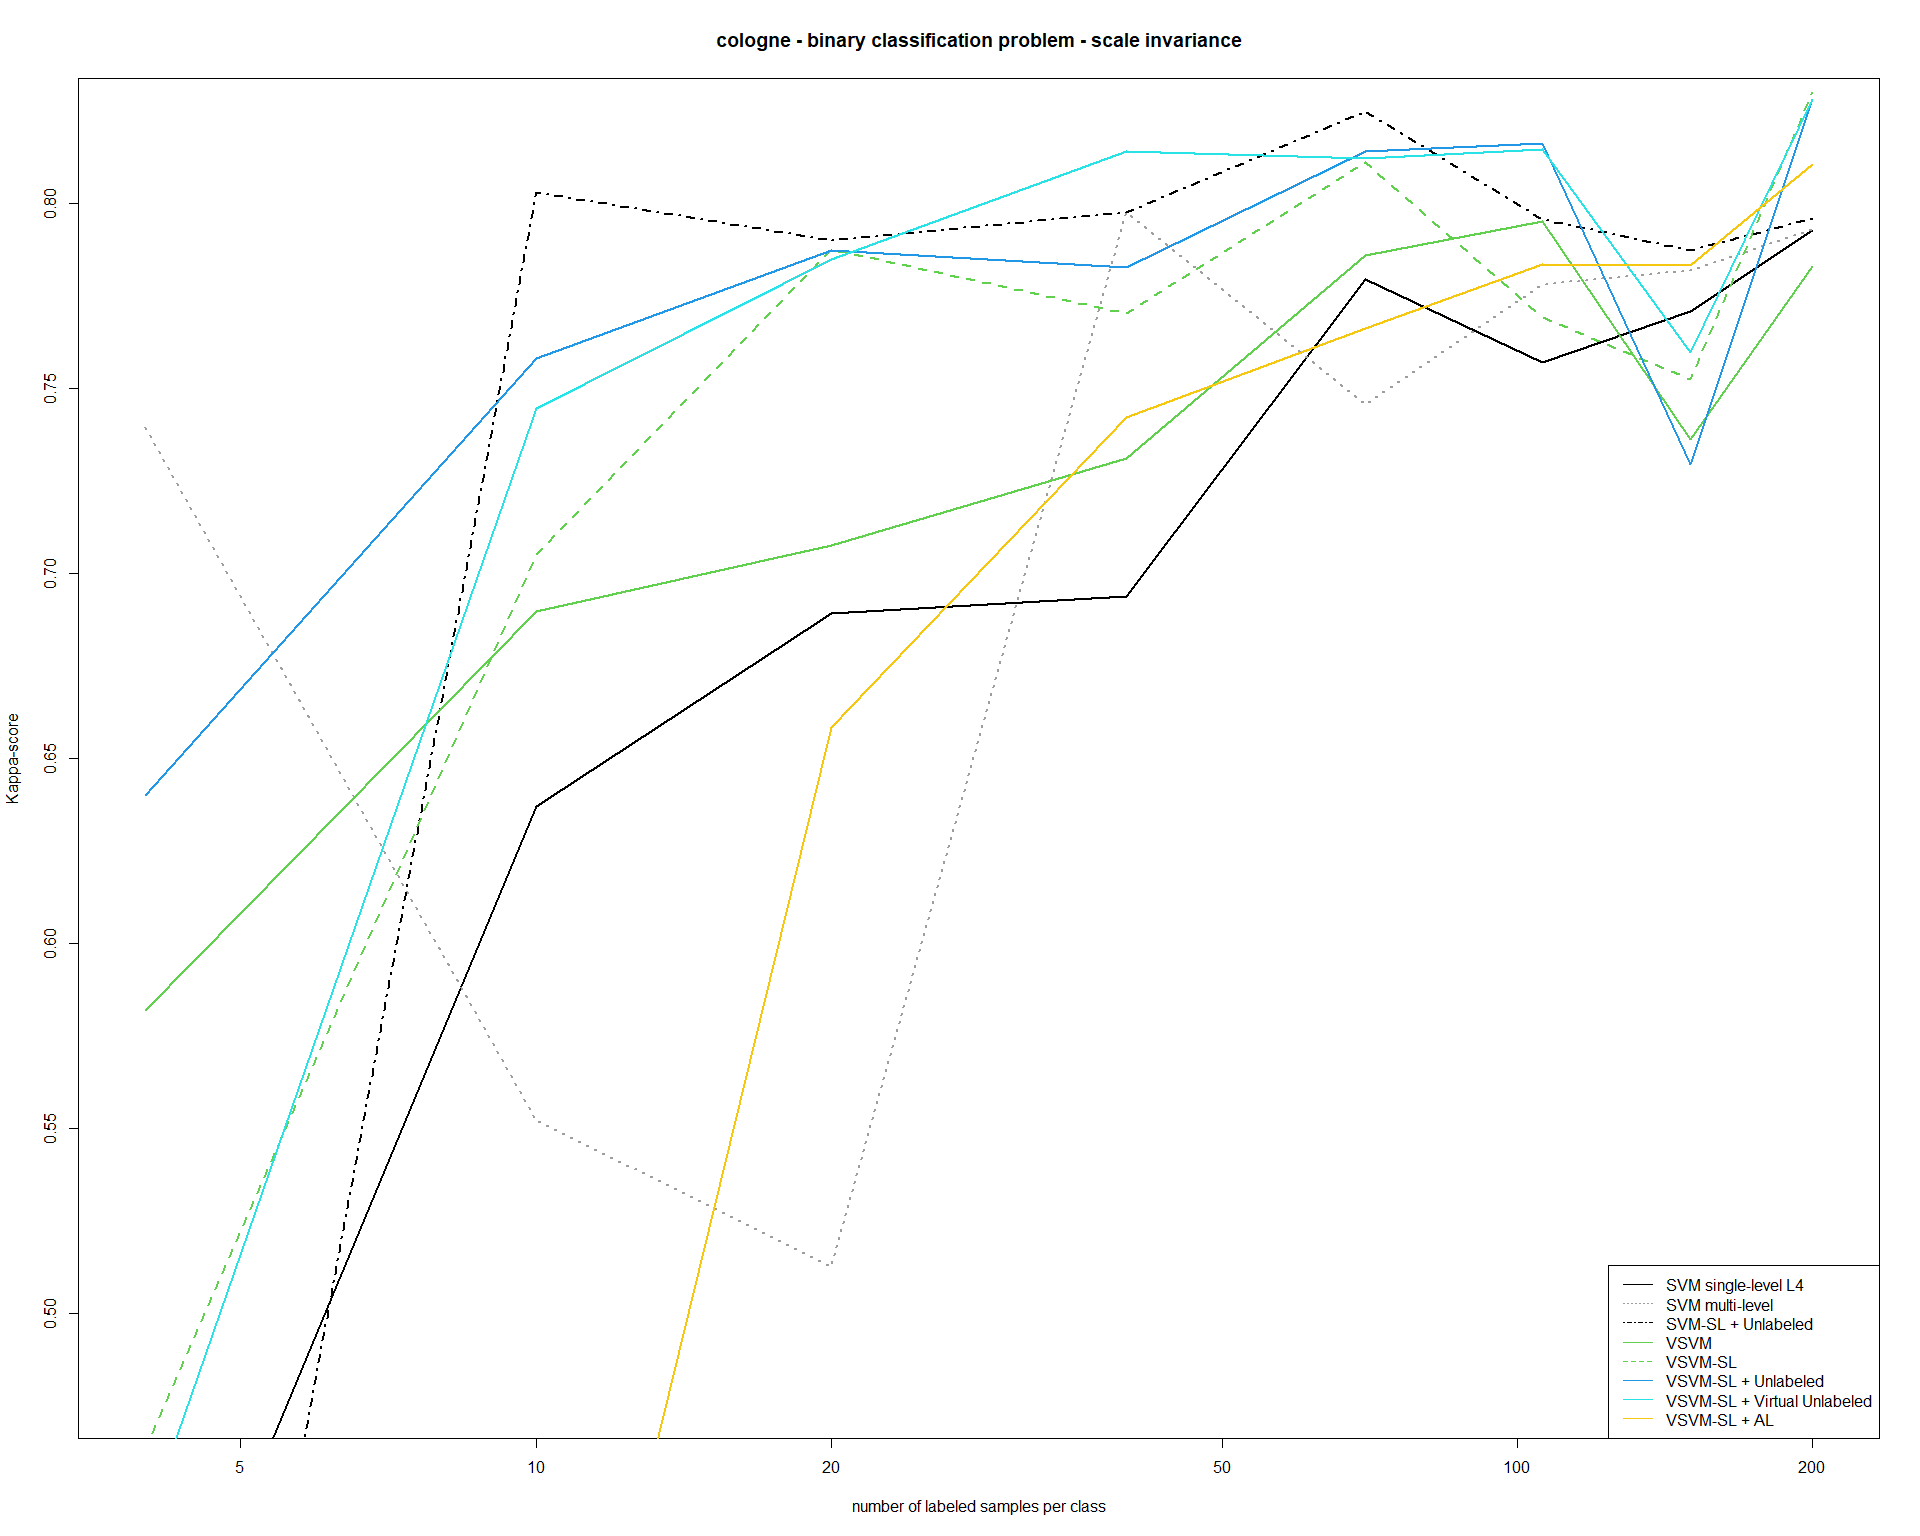 cologne - binary classification problem - scale invariance
Kappa-score
0.80
0.75
0.70
0.65
0.60
0.55
0.50
SVM single-level L4
SVM multi-level
SVM-SL + Unlabeled
VSVM
VSVM-SL
VSVM-SL + Unlabeled
VSVM-SL + Virtual Unlabeled
VSVM-SL + AL
5 10 20 50 100 200
number of labeled samples per class